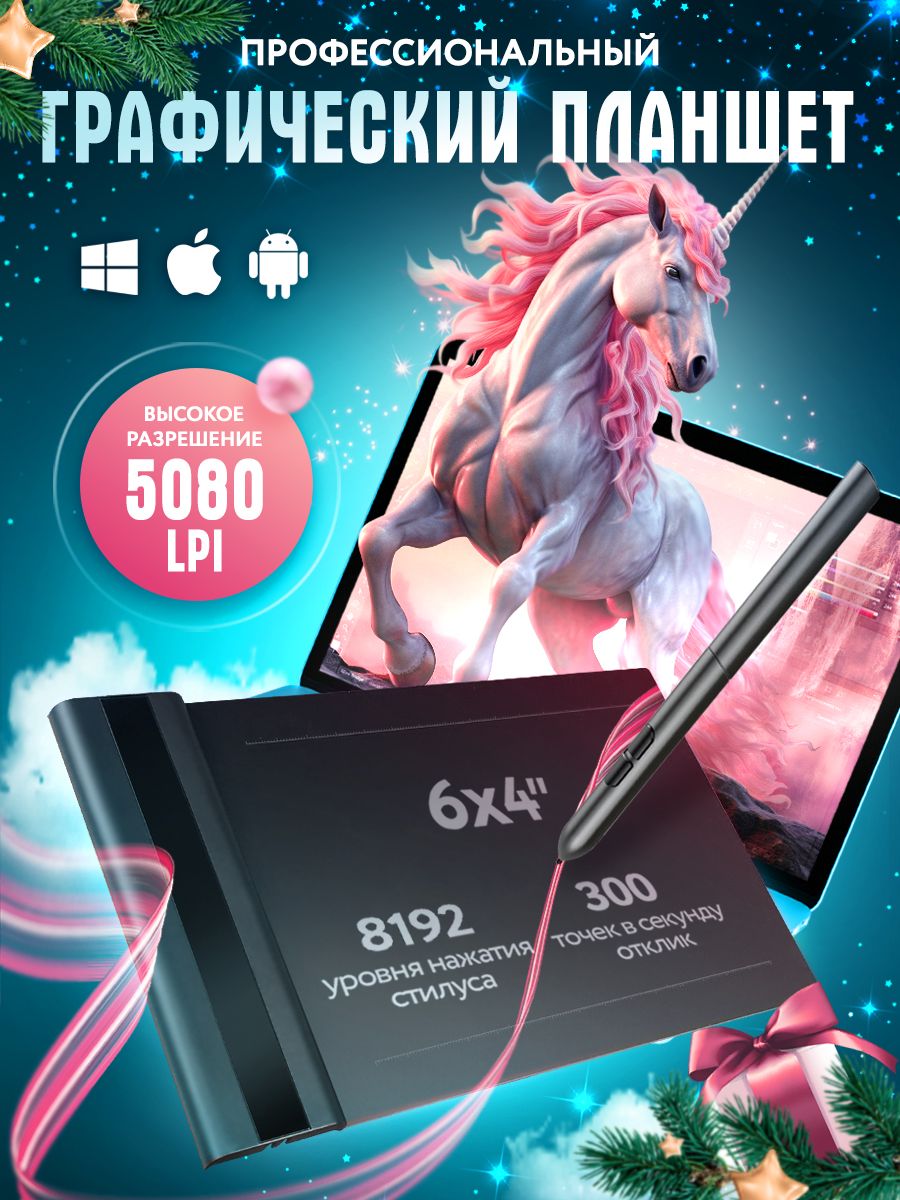 ПРОФЕССИОНАЛЬНЫЙ
ГРАФИЧЕСКИЙ ПЛАНШЕТ
ВЫСОКОЕ
РАЗРЕШЕНИЕ
5080
LPI
6x4"
8192
уровня нажатия
стилуса
300
точек в секунду
отклик